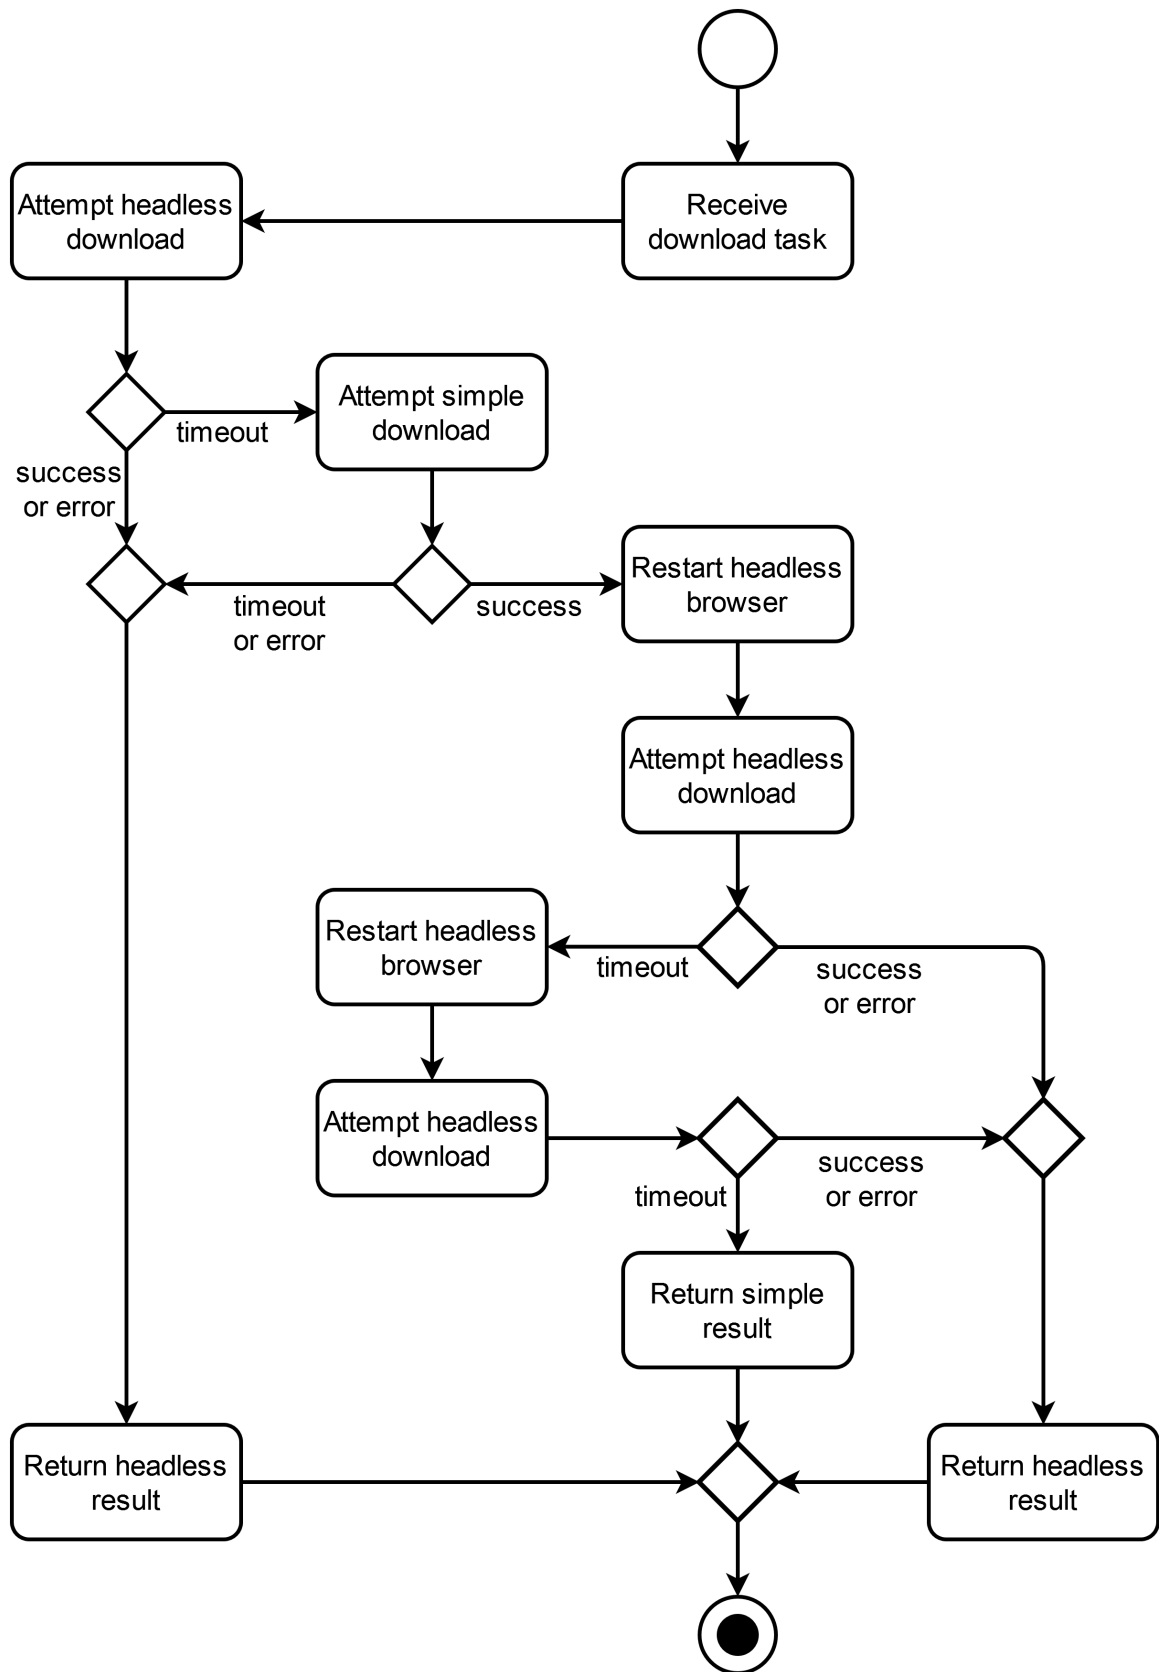 Receive
download task
Attempt headless
download
timeout
success
or error
Attempt simple
download
timeout
or error
success
Restart headless
browser
Attempt headless
download
timeout
success
or error
Restart headless
browser
Attempt headless
download
success
or error
timeout
Return simple
result
Return headless
result
Return headless
result